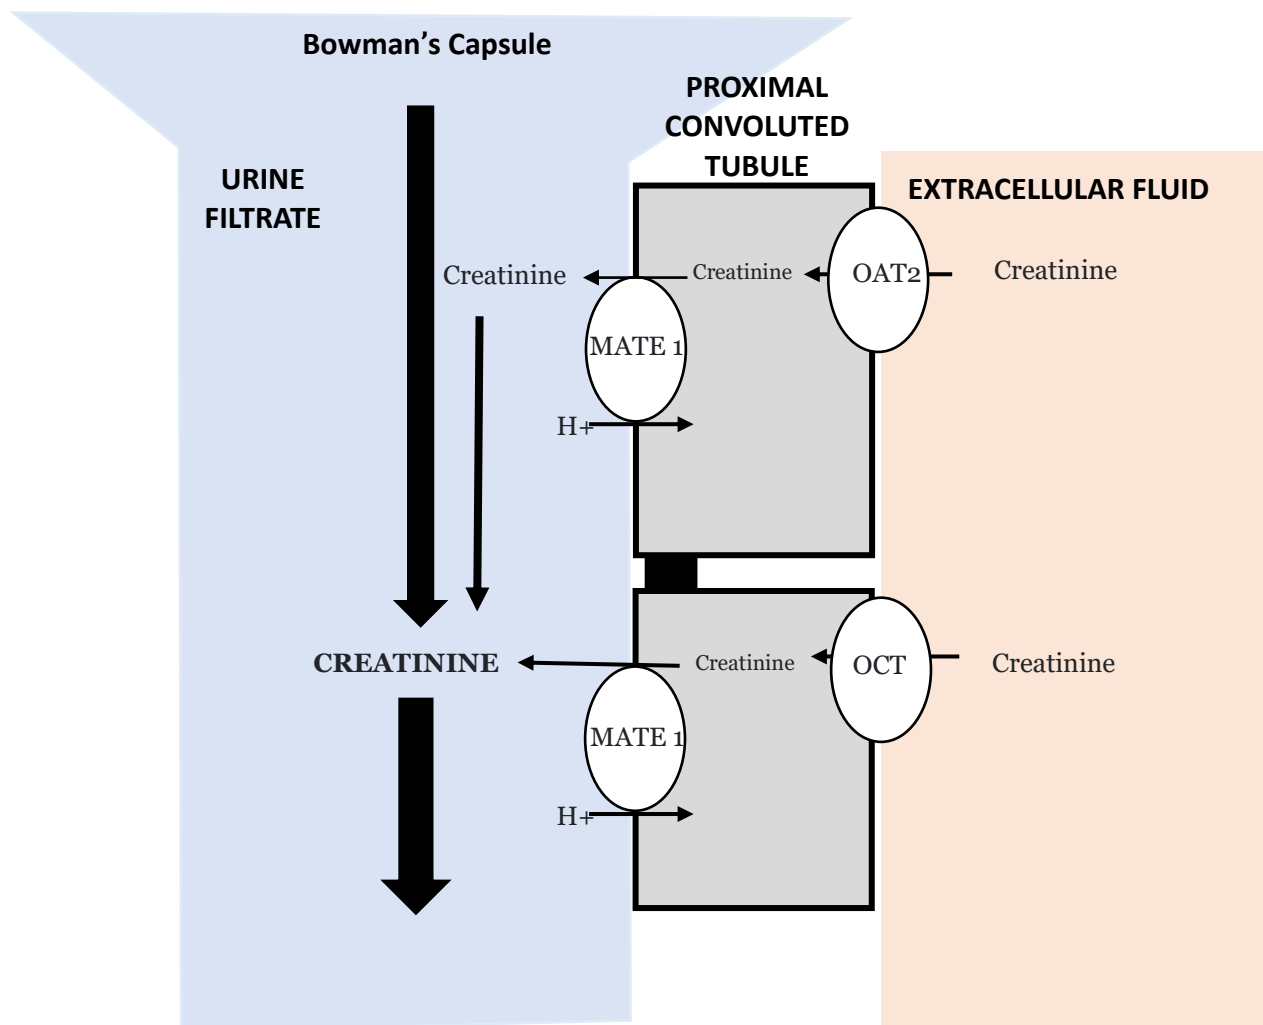 Bowman’s Capsule
PROXIMAL
CONVOLUTED
TUBULE
URINE
FILTRATE
EXTRACELLULAR FLUID
Creatinine
Creatinine
OAT2
Creatinine
MATE 1
H+
CREATININE
Creatinine
OCT
Creatinine
MATE 1
H+